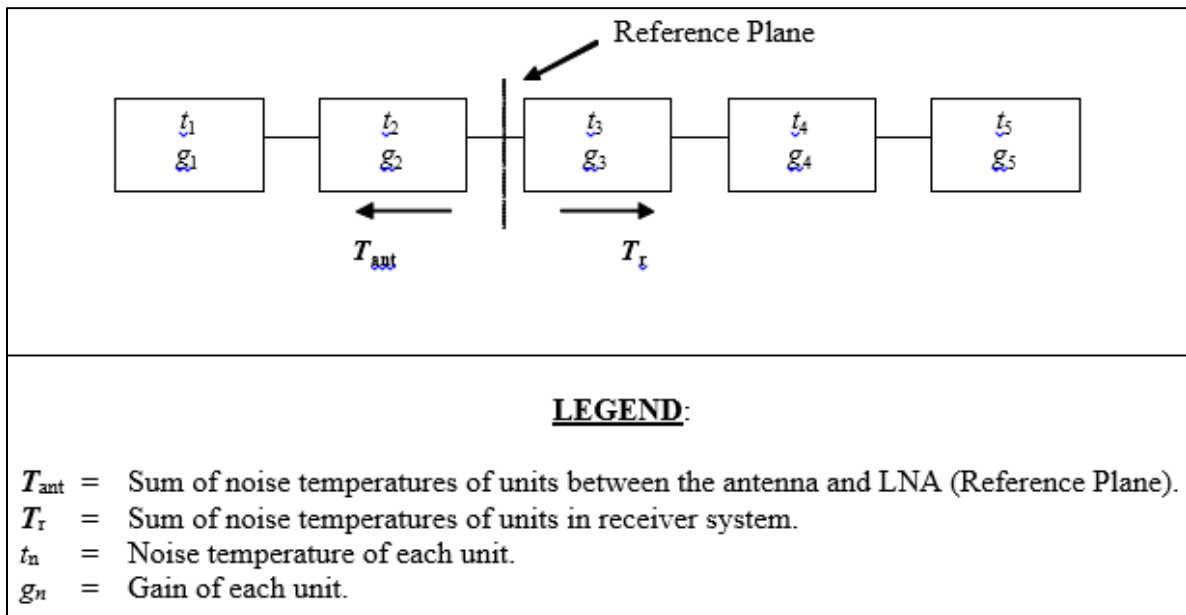 Reference Plane
t1 t2 t3 t4 t5
g1 g2 g3 g4 g5
Tant Tr
LEGEND:
Tant = Sum of noise temperatures of units between the antenna and LNA (Reference Plane).
Tr = Sum of noise temperatures of units in receiver system.
tn = Noise temperature of each unit.
gn = Gain of each unit.